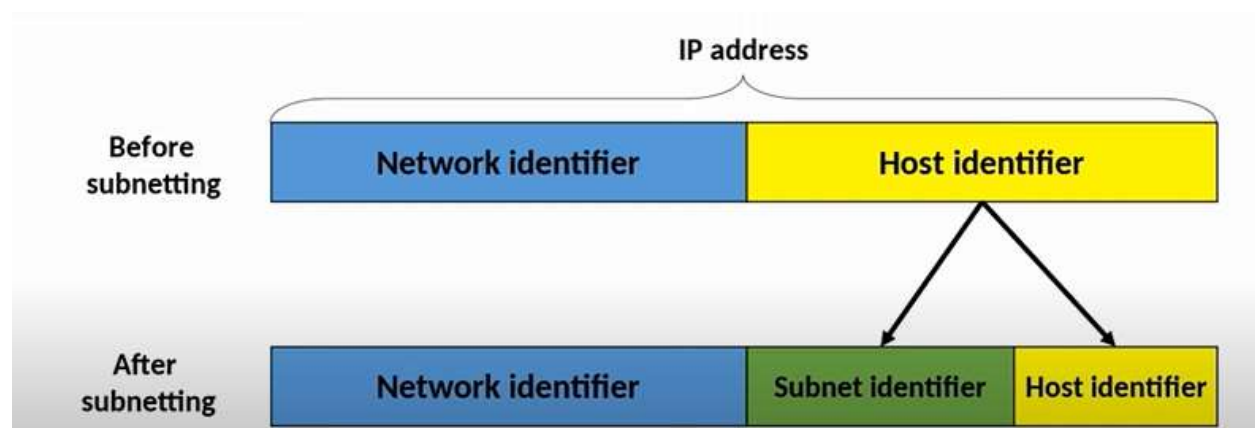 IP address
Before
subnetting
Network identifier
Host identifier
After
subnetting
Network identifier
Subnet identifier
Host identifier